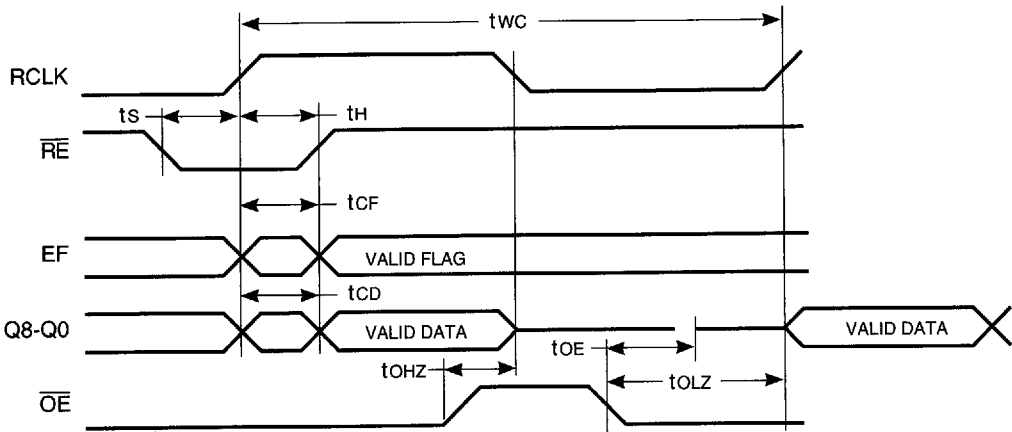 tWC
RCLK
tS
tH
RE
tCF
EF
VALID FLAG
tCD
Q8-Q0
VALID DATA
VALID DATA
tOE
tOHZ
tOLZ
OE